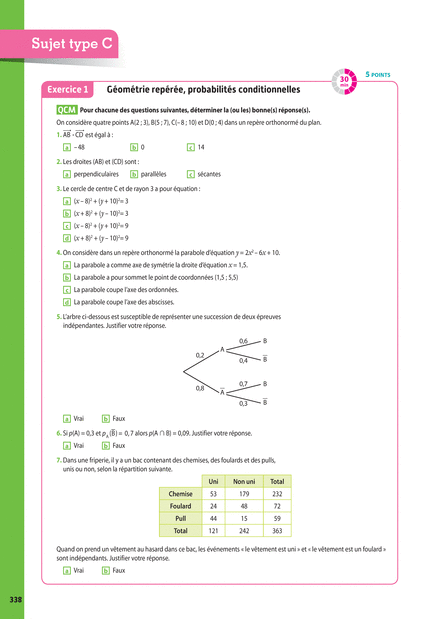 Sujet type C
5 POINTS
30 min
Exercice 1 Géométrie repérée, probabilités conditionnelles
QCM Pour chacune des questions suivantes, déterminer la (ou les) bonne(s) réponse(s).
On considère quatre points A(2 ; 3), B(5 ; 7), C(– 8 ; 10) et D(0 ; 4) dans un repère orthonormé du plan.
1. AB · CD est égal à :
a – 48 b 0 c 14
2. Les droites (AB) et (CD) sont :
a perpendiculaires b parallèles c sécantes
3. Le cercle de centre C et de rayon 3 a pour équation :
a (x – 8)² + (y + 10)² = 3
b (x + 8)² + (y – 10)² = 3
c (x – 8)² + (y + 10)² = 9
d (x + 8)² + (y – 10)² = 9
4. On considère dans un repère orthonormé la parabole d'équation y = 2x² – 6x + 10.
a La parabole a comme axe de symétrie la droite d'équation x = 1,5.
b La parabole a pour sommet le point de coordonnées (1,5 ; 5,5)
c La parabole coupe l'axe des ordonnées.
d La parabole coupe l'axe des abscisses.
5. L'arbre ci-dessous est susceptible de représenter une succession de deux épreuves
indépendantes. Justifier votre réponse.
0,6 B
A
0,2 0,4 B̅
0,8 0,7 B
A̅
0,3 B̅
a Vrai b Faux
6. Si p(A) = 0,3 et p_A(B̅) = 0,7 alors p(A ∩ B) = 0,09. Justifier votre réponse.
a Vrai b Faux
7. Dans une friperie, il y a un bac contenant des chemises, des foulards et des pulls,
unis ou non, selon la répartition suivante.
Uni Non uni Total
Chemise 53 179 232
Foulard 24 48 72
Pull 44 15 59
Total 121 242 363
Quand on prend un vêtement au hasard dans ce bac, les événements « le vêtement est uni » et « le vêtement est un foulard »
sont indépendants. Justifier votre réponse.
a Vrai b Faux
338